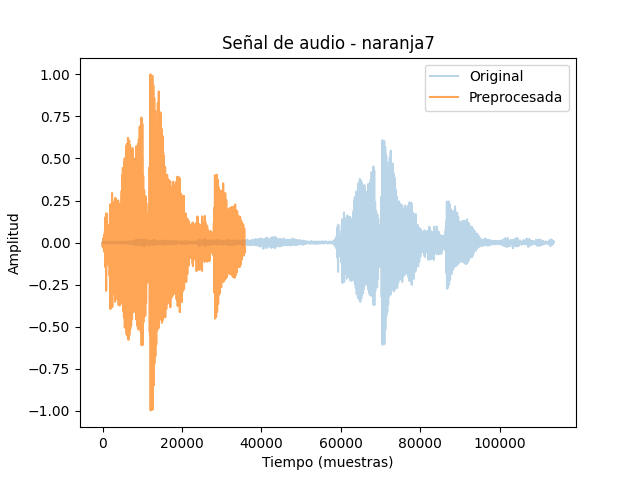 Señal de audio - naranja7
Original
Preprocesada
1.00
0.75
0.50
0.25
0.00
−0.25
−0.50
−0.75
−1.00
Amplitud
0 20000 40000 60000 80000 100000
Tiempo (muestras)